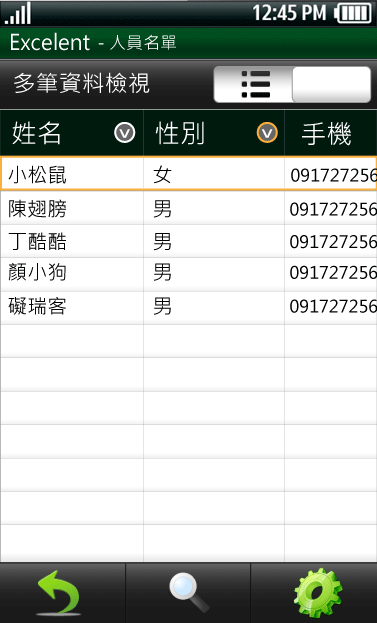 12:45 PM
Excelent - 人員名單
多筆資料檢視
姓名 性別 手機
小松鼠 女 091727256
陳翅膀 男 091727256
丁酷酷 男 091727256
顏小狗 男 091727256
礙瑞客 男 091727256